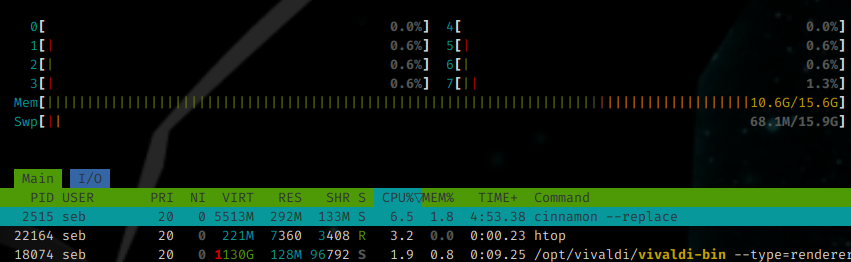 0[ 0.0%] 4[ 0.0%]
1[| 0.6%] 5[| 0.6%]
2[| 0.6%] 6[| 0.6%]
3[| 0.6%] 7[|| 1.3%]
Mem[||||||||||||||||||||||||||||||||||||||||||||||||||||||||||||||||||||||||||||||||||||||||10.6G/15.6G]
Swp[|| 68.1M/15.9G]
Main I/O
PID USER PRI NI VIRT RES SHR S CPU%▽MEM% TIME+ Command
2515 seb 20 0 5513M 292M 133M S 6.5 1.8 4:53.38 cinnamon --replace
22164 seb 20 0 221M 7360 3408 R 3.2 0.0 0:00.23 htop
18074 seb 20 0 1130G 128M 96792 S 1.9 0.8 0:09.25 /opt/vivaldi/vivaldi-bin --type=renderer